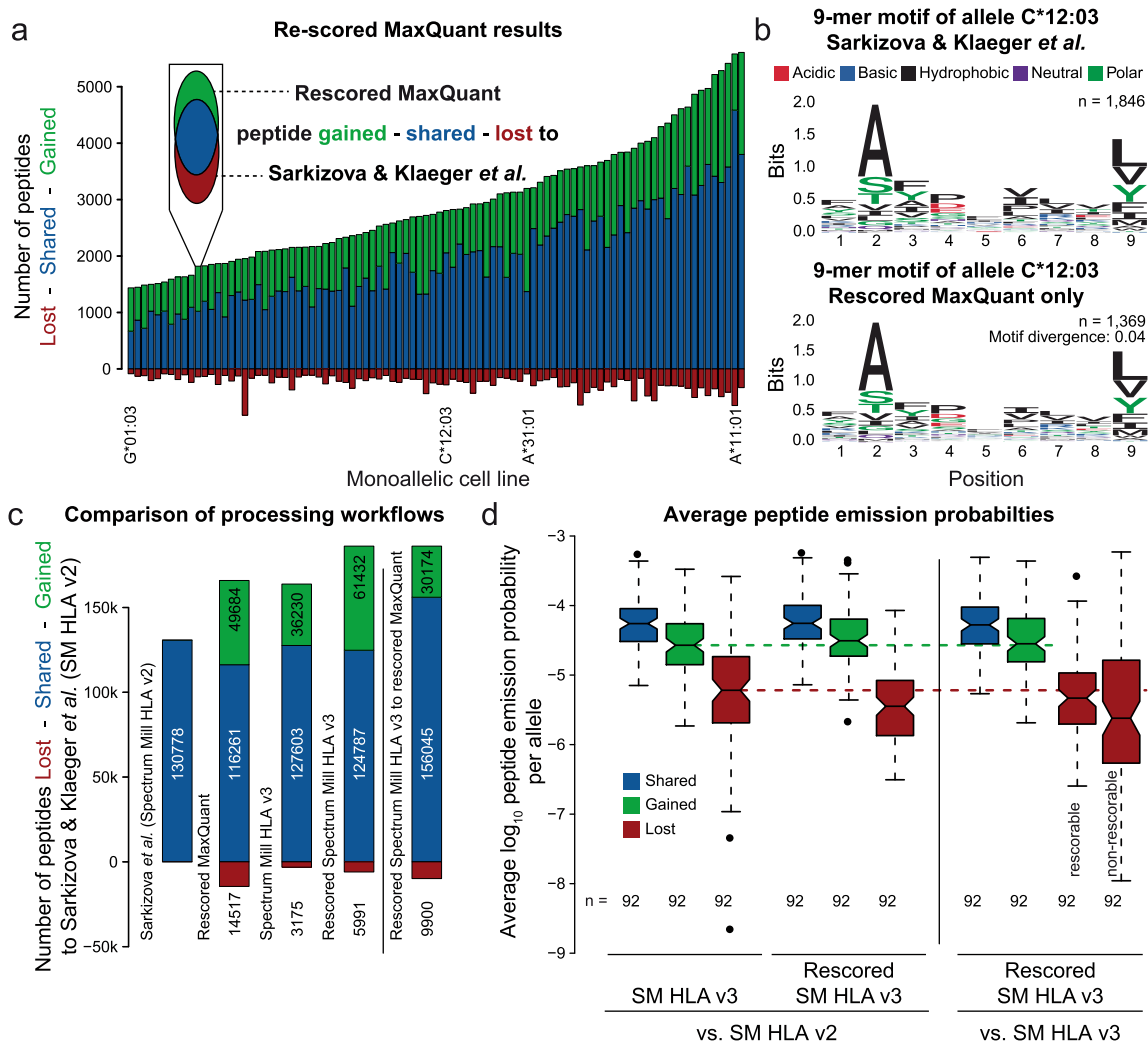 a
Re-scored MaxQuant results
Number of peptides
Lost - Shared - Gained
5000
4000
3000
2000
1000
0
Rescored MaxQuant
peptide gained - shared - lost to
Sarkizova & Klaeger et al.
G*01:03
C*12:03
A*31:01
A*11:01
Monoallelic cell line
b
9-mer motif of allele C*12:03
Sarkizova & Klaeger et al.
Acidic Basic Hydrophobic Neutral Polar
n = 1,846
Bits
2.0
1.5
1.0
0.5
0.0
1 2 3 4 5 6 7 8 9
9-mer motif of allele C*12:03
Rescored MaxQuant only
n = 1,369
Motif divergence: 0.04
Bits
2.0
1.5
1.0
0.5
0.0
1 2 3 4 5 6 7 8 9
Position
c
Comparison of processing workflows
Number of peptides Lost - Shared - Gained
to Sarkizova & Klaeger et al. (SM HLA v2)
150k
100k
50k
0
−50k
Sarkizova et al. (Spectrum Mill HLA v2)
130778
Rescored MaxQuant
49684
116261
14517
Spectrum Mill HLA v3
36230
127603
3175
Rescored Spectrum Mill HLA v3
61432
124787
5991
Rescored Spectrum Mill HLA v3 to rescored MaxQuant
30174
156045
9900
d
Average peptide emission probabilties
Average log10 peptide emission probability
per allele
−3
−4
−5
−6
−7
−8
−9
Shared
Gained
Lost
rescorable
non-rescorable
n = 92 92 92 92 92 92 92 92 92 92
SM HLA v3
Rescored
SM HLA v3
Rescored
SM HLA v3
vs. SM HLA v2
vs. SM HLA v3